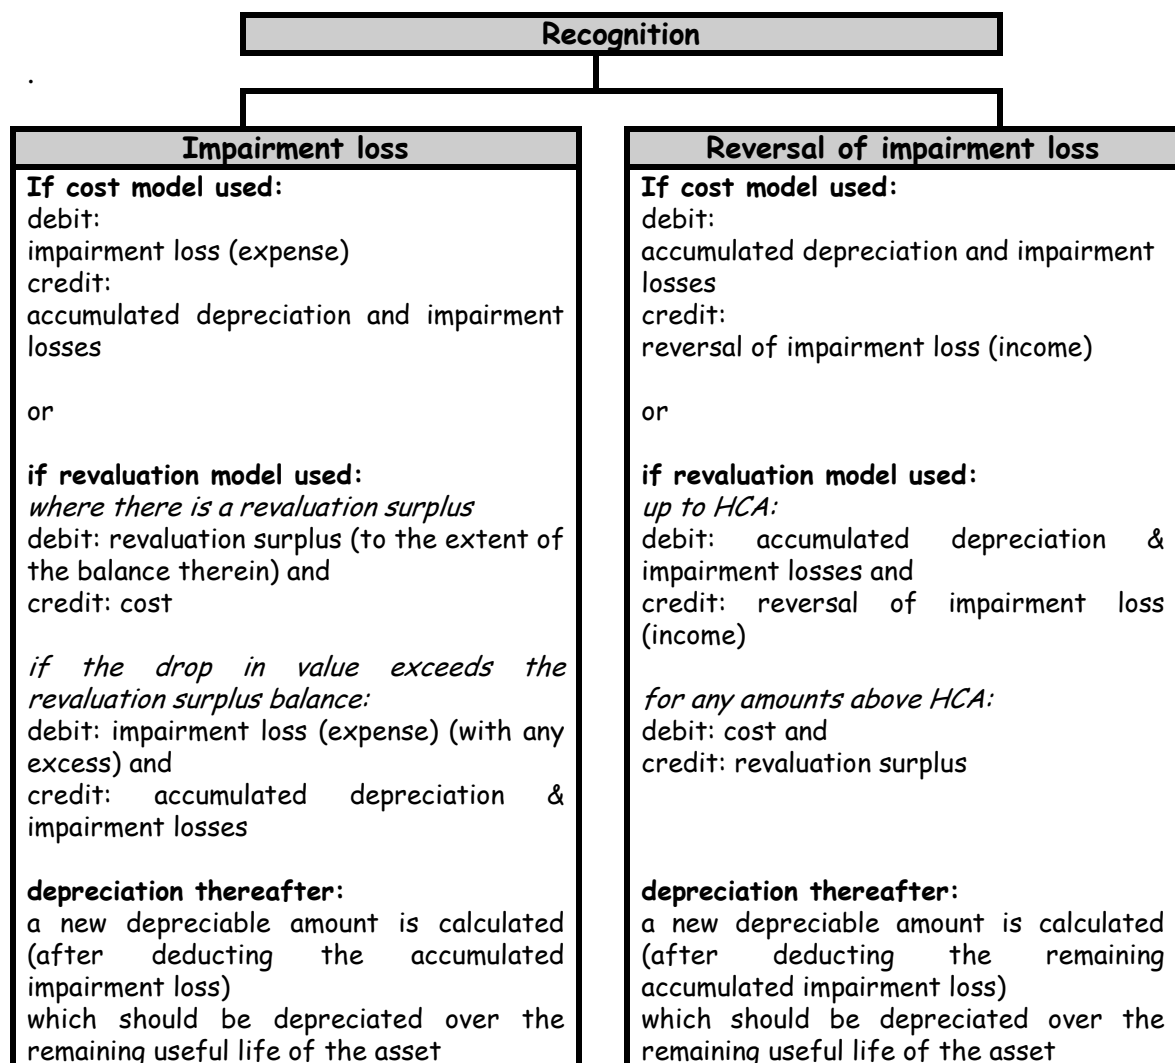 Recognition
.
Impairment loss
If cost model used:
debit:
impairment loss (expense)
credit:
accumulated depreciation and impairment
losses
or
if revaluation model used:
where there is a revaluation surplus
debit: revaluation surplus (to the extent of
the balance therein) and
credit: cost
if the drop in value exceeds the
revaluation surplus balance:
debit: impairment loss (expense) (with any
excess) and
credit: accumulated depreciation &
impairment losses
depreciation thereafter:
a new depreciable amount is calculated
(after deducting the accumulated
impairment loss)
which should be depreciated over the
remaining useful life of the asset
Reversal of impairment loss
If cost model used:
debit:
accumulated depreciation and impairment
losses
credit:
reversal of impairment loss (income)
or
if revaluation model used:
up to HCA:
debit: accumulated depreciation &
impairment losses and
credit: reversal of impairment loss
(income)
for any amounts above HCA:
debit: cost and
credit: revaluation surplus
depreciation thereafter:
a new depreciable amount is calculated
(after deducting the remaining
accumulated impairment loss)
which should be depreciated over the
remaining useful life of the asset